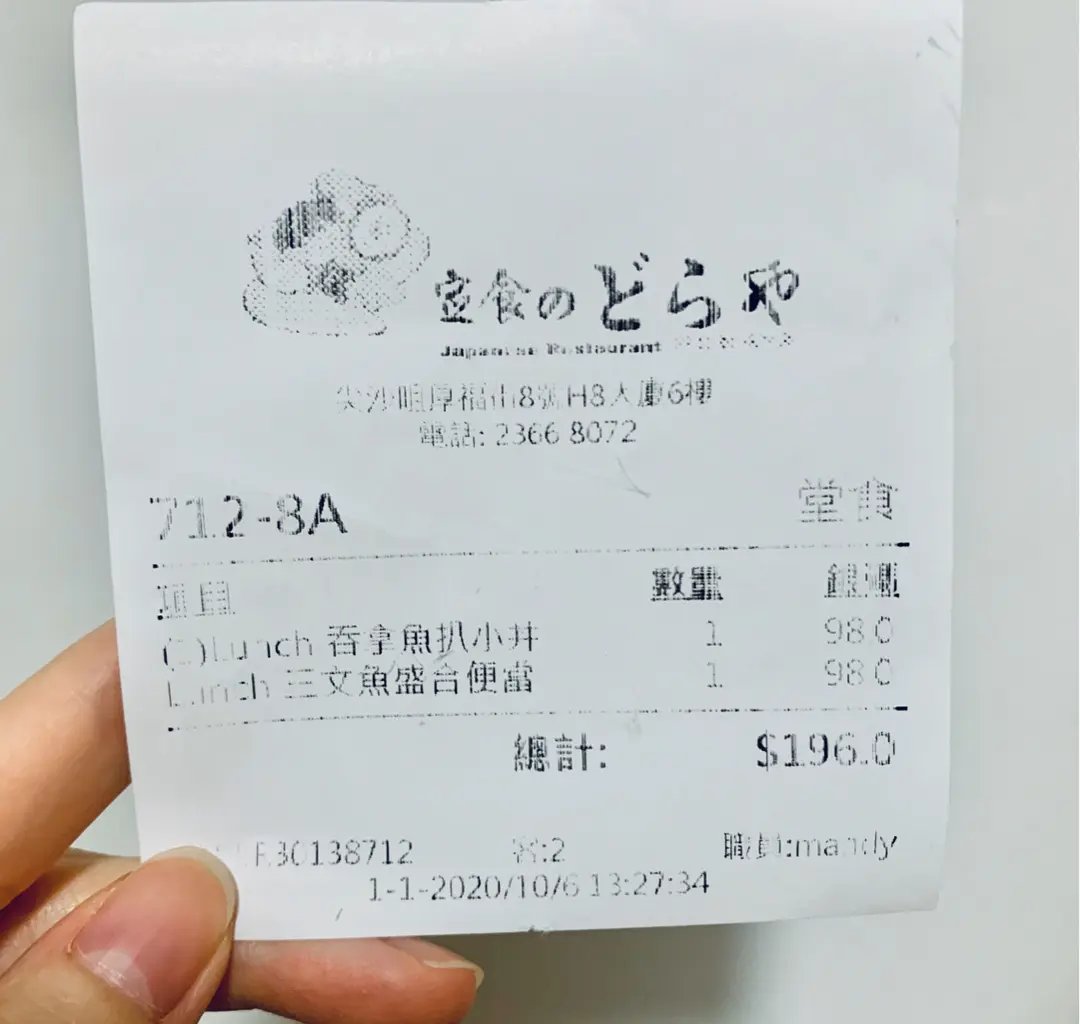 定食のどらや
Japanese Restaurant
尖沙咀厚福街8號H8大廈6樓
電話: 2366 8072
712-8A 堂食
項目 數量 銀碼
Lunch 吞拿魚扒小丼 1 98.0
Lunch 三文魚盛合便當 1 98.0
總計: $196.0
30138712 客:2 職員:mandy
1-1-2020/10/6 13:27:34